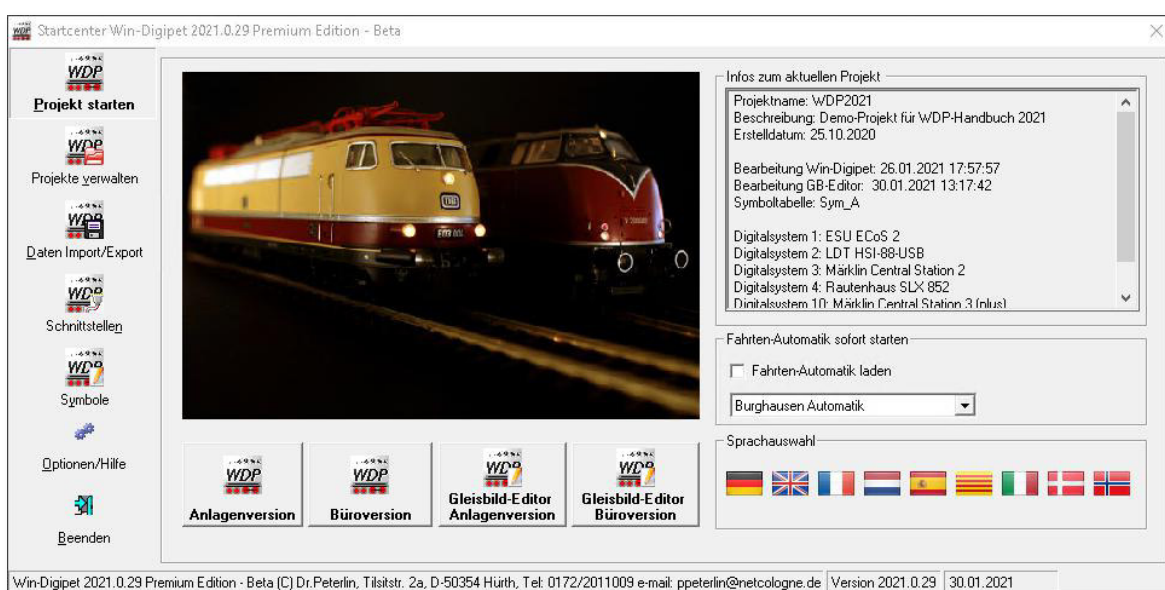 Startcenter Win-Digipet 2021.0.29 Premium Edition - Beta
WDP
Projekt starten
WDP
Projekte verwalten
WDP
Daten Import/Export
WDP
Schnittstellen
WDP
Symbole
Optionen/Hilfe
Beenden
DB
E03 001
WDP
Anlagenversion
WDP
Büroversion
WDP
Gleisbild-Editor
Anlagenversion
WDP
Gleisbild-Editor
Büroversion
Infos zum aktuellen Projekt
Projektname: WDP2021
Beschreibung: Demo-Projekt für WDP-Handbuch 2021
Erstelldatum: 25.10.2020
Bearbeitung Win-Digipet: 26.01.2021 17:57:57
Bearbeitung GB-Editor: 30.01.2021 13:17:42
Symboltabelle: Sym_A
Digitalsystem 1: ESU ECoS 2
Digitalsystem 2: LDT HSI-88-USB
Digitalsystem 3: Märklin Central Station 2
Digitalsystem 4: Rautenhaus SLX 852
Digitalsystem 10: Märklin Central Station 3 (plus)
Fahrten-Automatik sofort starten
Fahrten-Automatik laden
Burghausen Automatik
Sprachauswahl
Win-Digipet 2021.0.29 Premium Edition - Beta (C) Dr.Peterlin, Tilsitstr. 2a, D-50354 Hürth, Tel: 0172/2011009 e-mail: ppeterlin@netcologne.de
Version 2021.0.29
30.01.2021